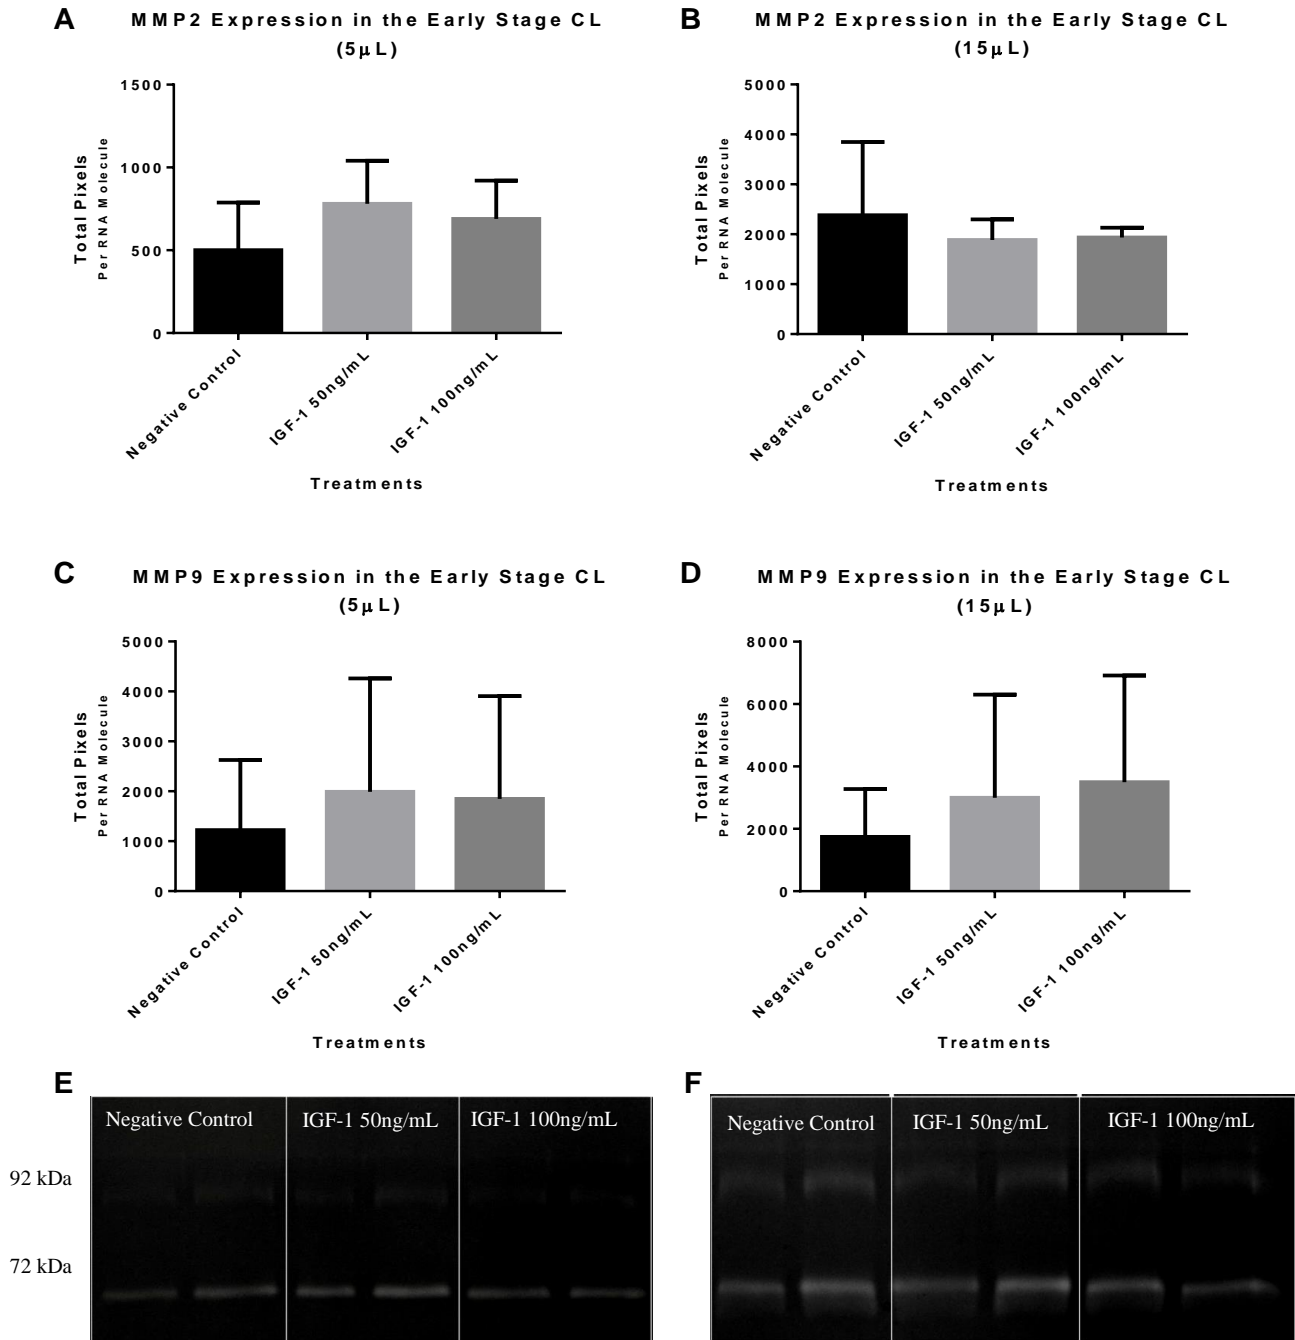 A
MMP2 Expression in the Early Stage CL
(5μL)
1500
1000
500
0
Total Pixels
Per RNA Molecule
Negative Control
IGF-1 50ng/mL
IGF-1 100ng/mL
Treatments
B
MMP2 Expression in the Early Stage CL
(15μL)
5000
4000
3000
2000
1000
0
Total Pixels
Per RNA Molecule
Negative Control
IGF-1 50ng/mL
IGF-1 100ng/mL
Treatments
C
MMP9 Expression in the Early Stage CL
(5μL)
5000
4000
3000
2000
1000
0
Total Pixels
Per RNA Molecule
Negative Control
IGF-1 50ng/mL
IGF-1 100ng/mL
Treatments
D
MMP9 Expression in the Early Stage CL
(15μL)
8000
6000
4000
2000
0
Total Pixels
Per RNA Molecule
Negative Control
IGF-1 50ng/mL
IGF-1 100ng/mL
Treatments
E
Negative Control
IGF-1 50ng/mL
IGF-1 100ng/mL
92 kDa
72 kDa
F
Negative Control
IGF-1 50ng/mL
IGF-1 100ng/mL